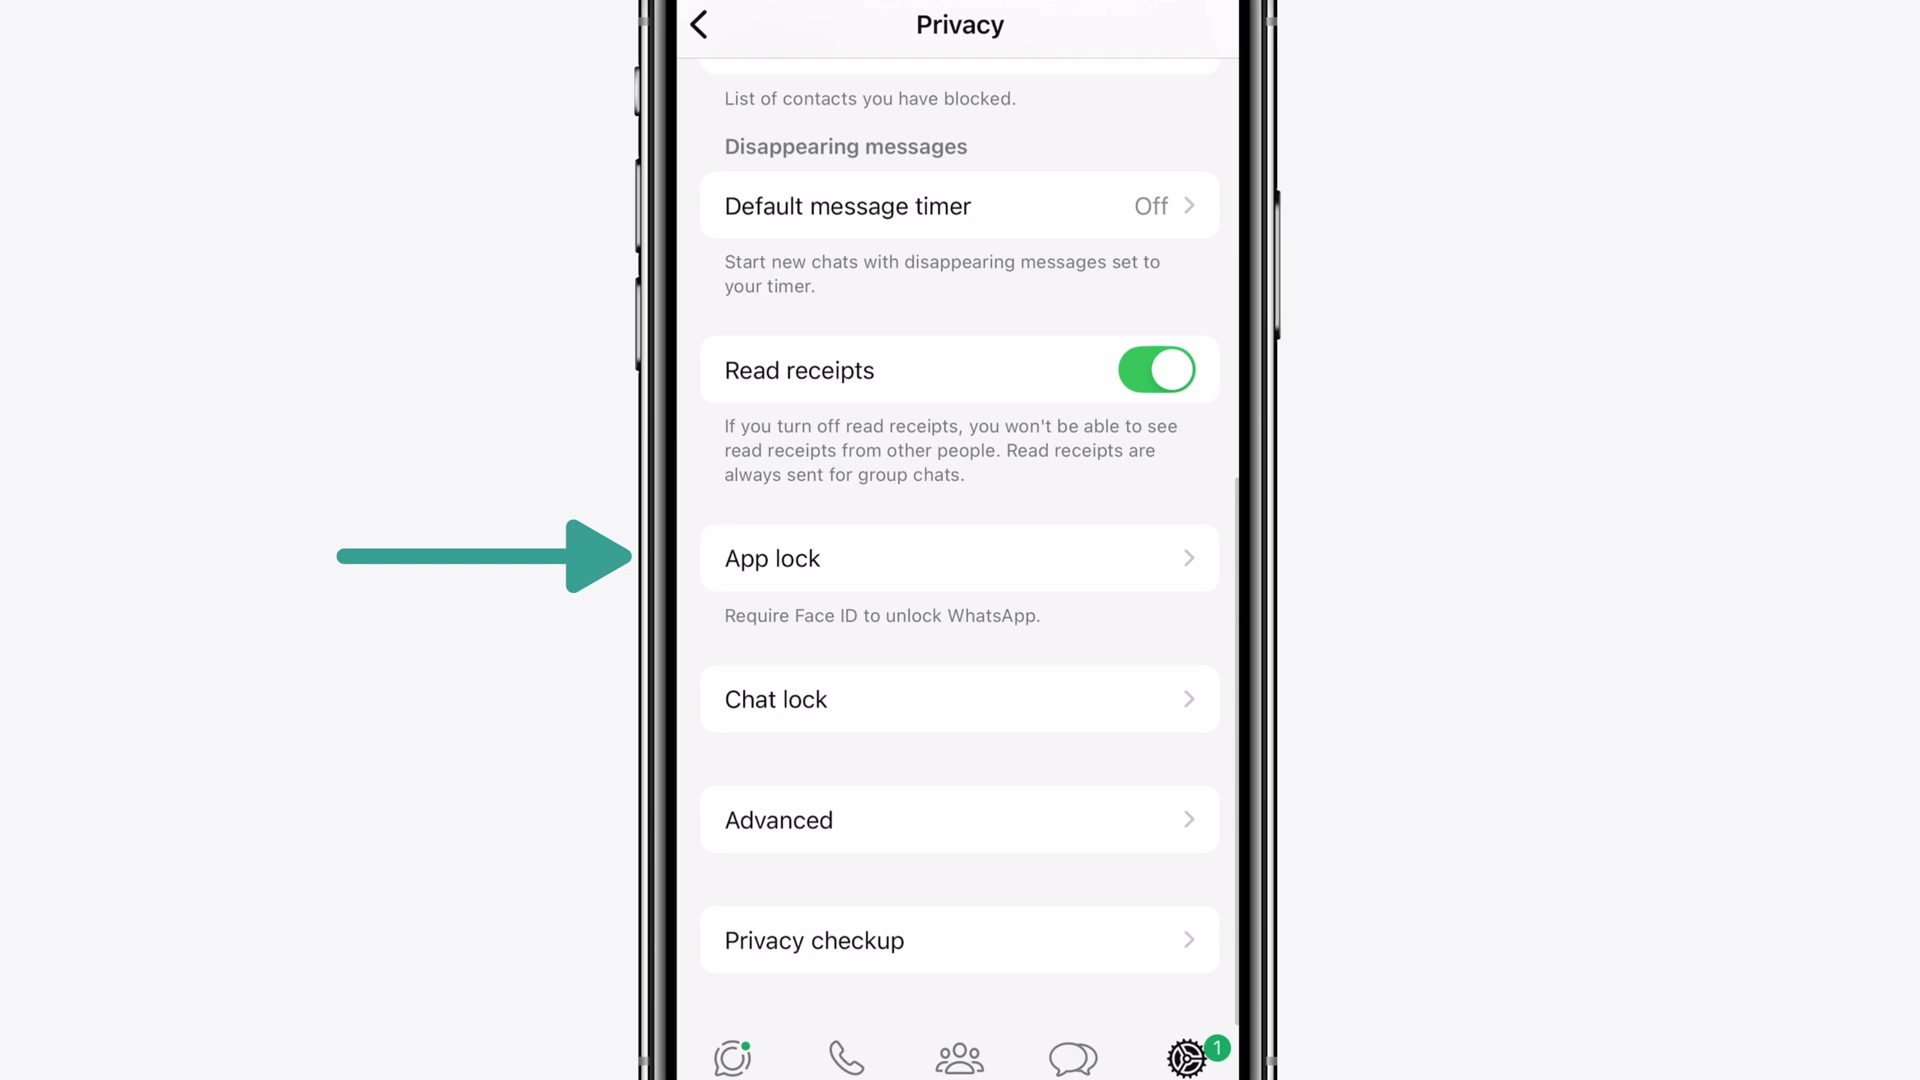 Privacy
List of contacts you have blocked.
Disappearing messages
Default message timer Off
Start new chats with disappearing messages set to
your timer.
Read receipts
If you turn off read receipts, you won't be able to see
read receipts from other people. Read receipts are
always sent for group chats.
App lock
Require Face ID to unlock WhatsApp.
Chat lock
Advanced
Privacy checkup
1